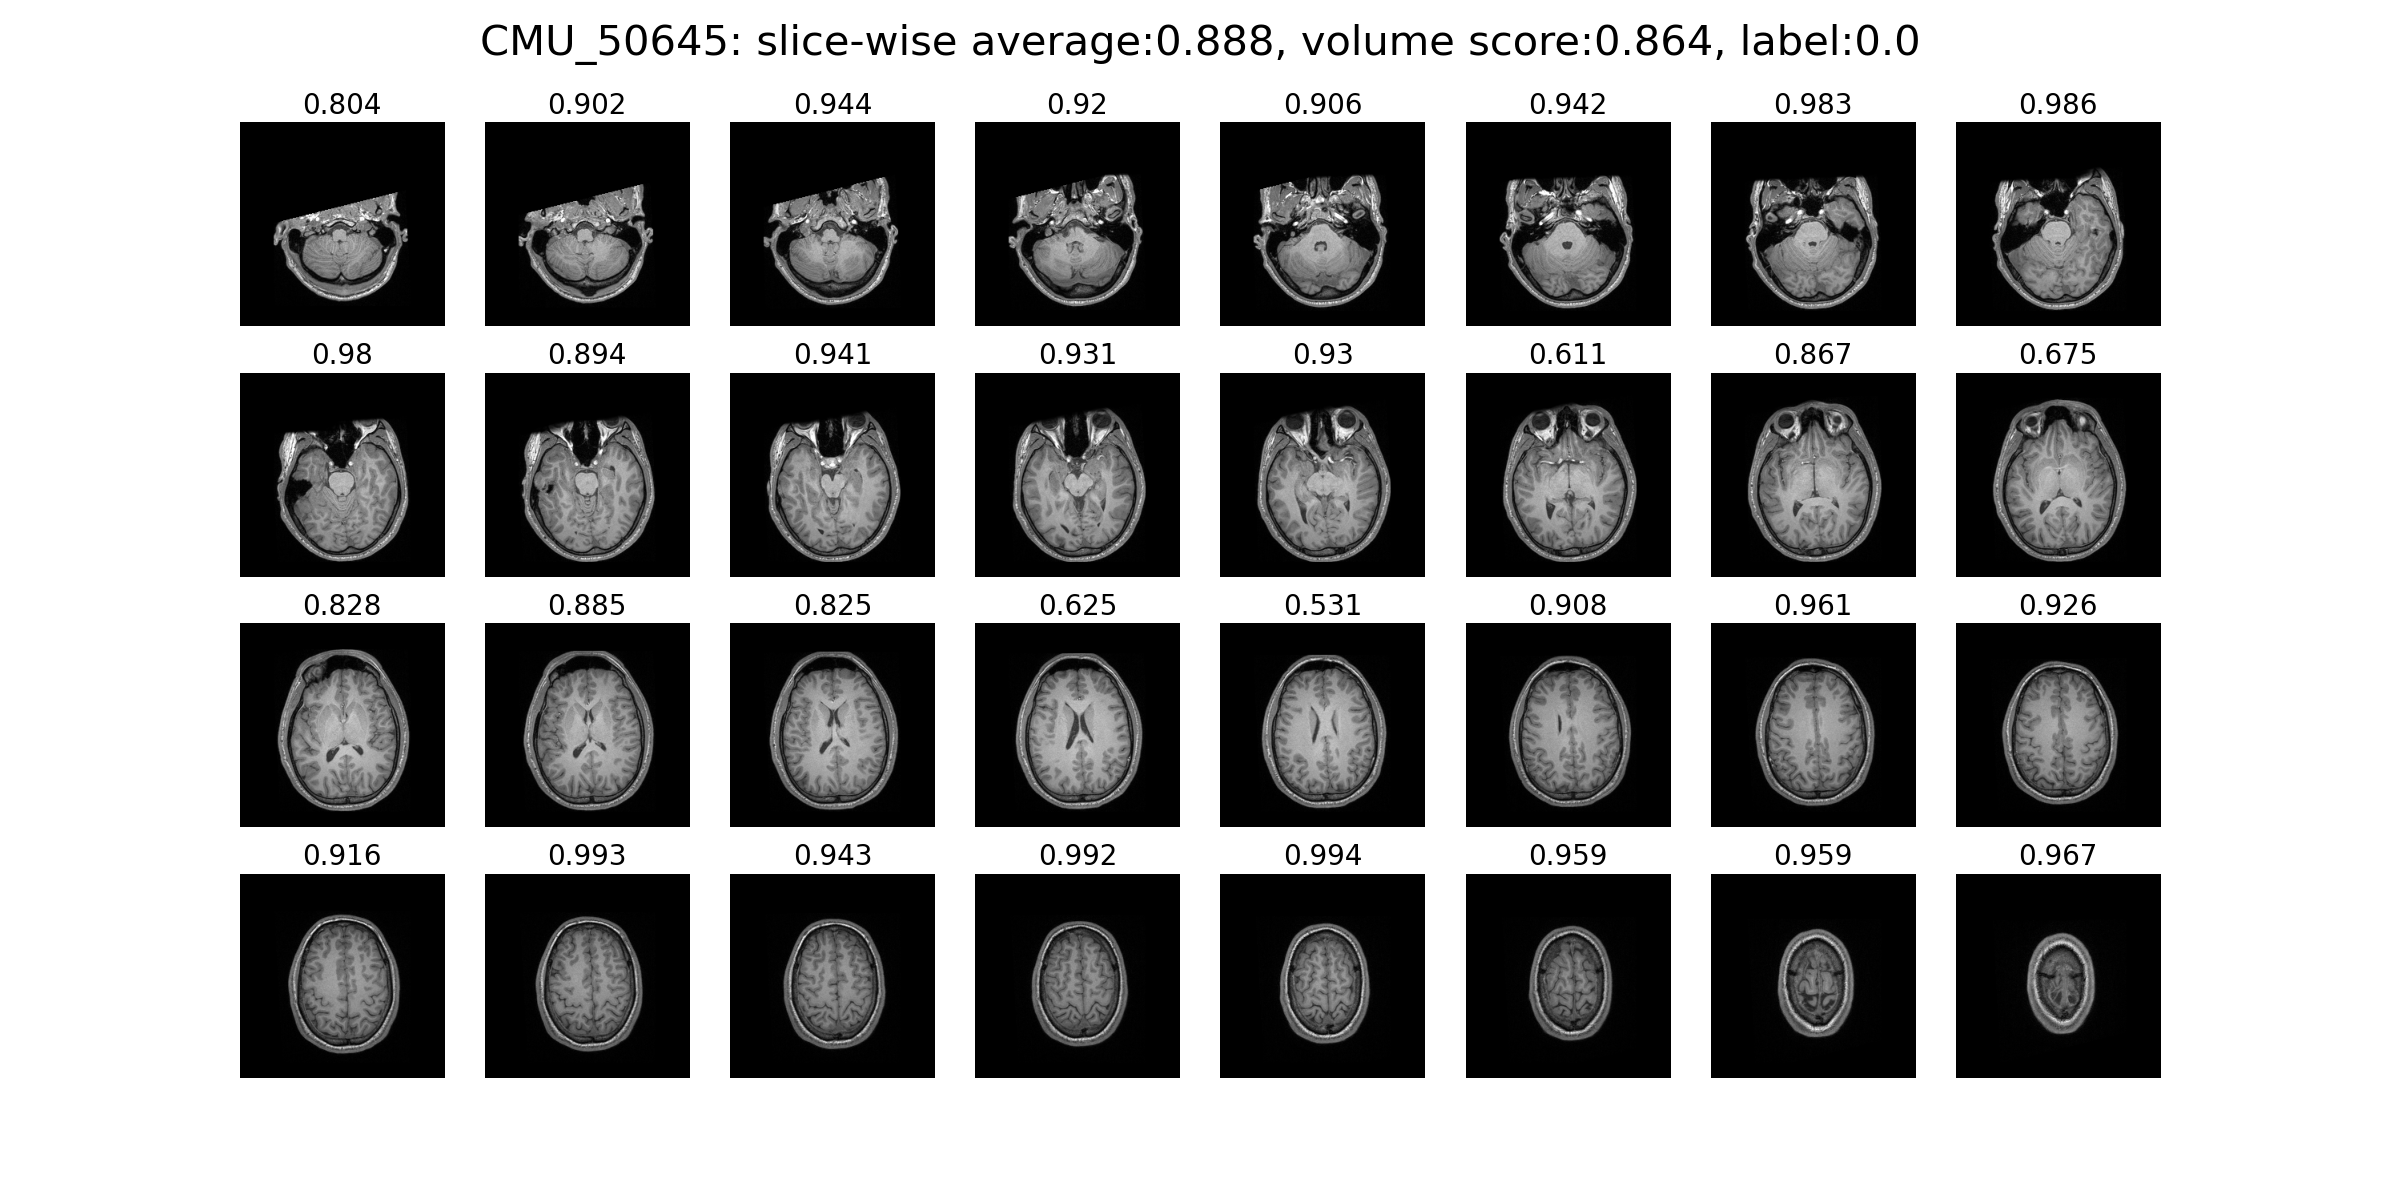 CMU_50645: slice-wise average:0.888, volume score:0.864, label:0.0
0.804 0.902 0.944 0.92 0.906 0.942 0.983 0.986
0.98 0.894 0.941 0.931 0.93 0.611 0.867 0.675
0.828 0.885 0.825 0.625 0.531 0.908 0.961 0.926
0.916 0.993 0.943 0.992 0.994 0.959 0.959 0.967